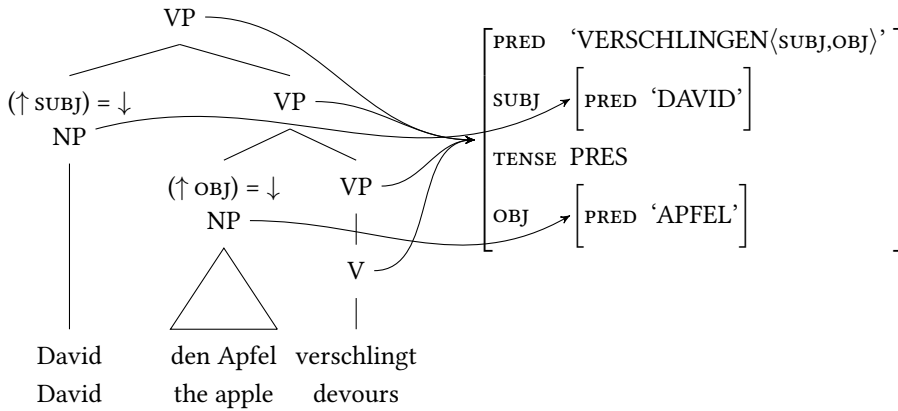 VP
PRED ‘VERSCHLINGEN⟨SUBJ,OBJ⟩’
(↑ SUBJ) = ↓ VP SUBJ PRED ‘DAVID’
NP
TENSE PRES
(↑ OBJ) = ↓ VP
NP OBJ PRED ‘APFEL’
V
David den Apfel verschlingt
David the apple devours